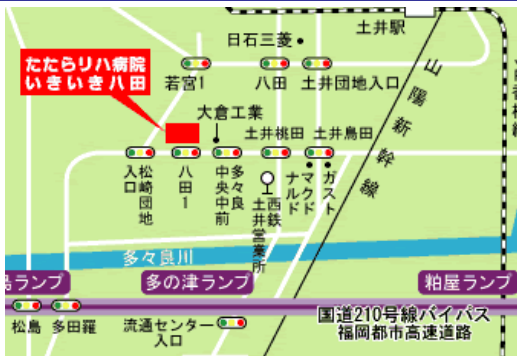 土井駅
日石三菱
たたらリハ病院
いきいき八田
若宮1
八田
土井団地入口
山陽新幹線
大倉工業
土井桃田
土井鳥田
松崎団地
入口
八田1
多々良
中央中前
西鉄
土井営業所
マクド
ナルド
ガスト
多々良川
島ランプ
多の津ランプ
粕屋ランプ
松島
多田羅
流通センター
入口
国道210号線バイパス
福岡都市高速道路